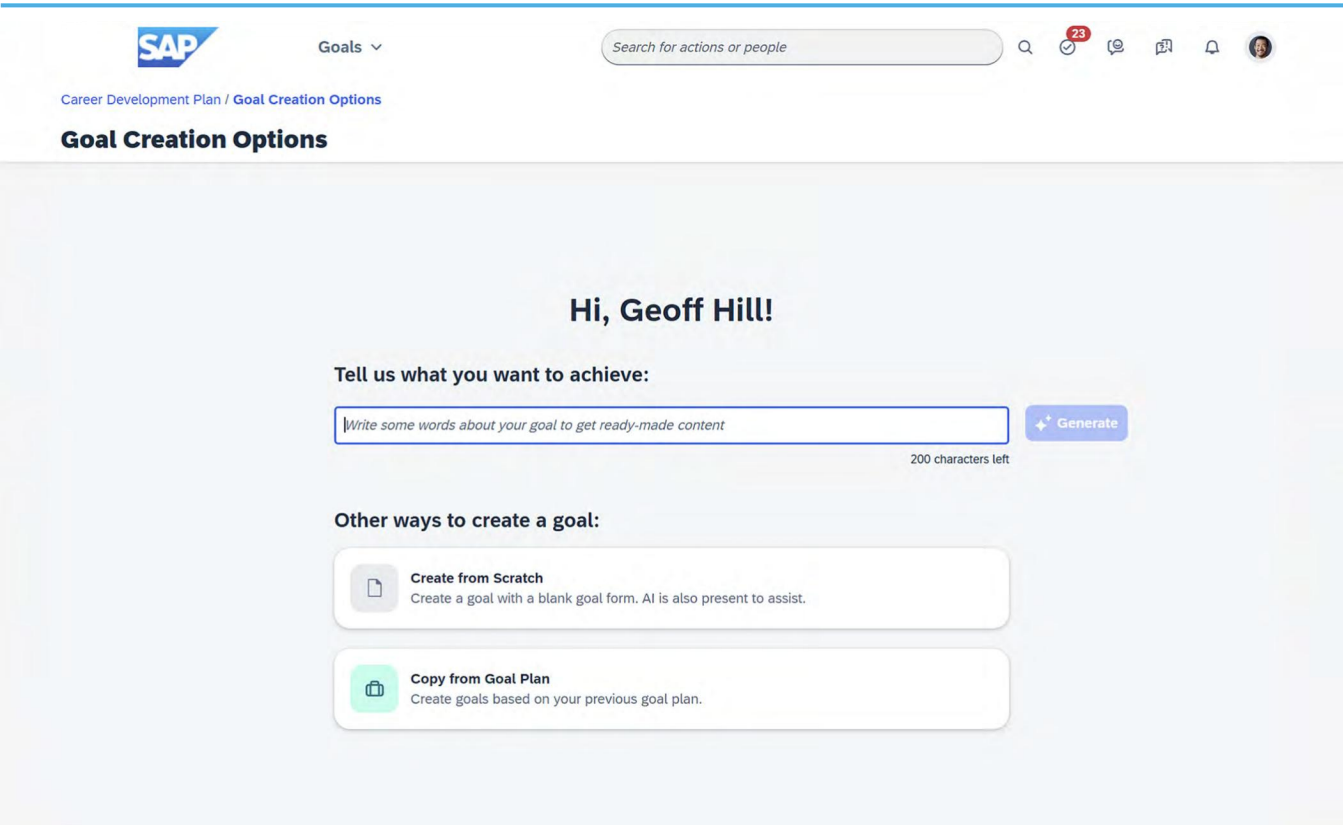 SAP
Goals
Search for actions or people
23
Career Development Plan / Goal Creation Options
Goal Creation Options
Hi, Geoff Hill!
Tell us what you want to achieve:
Write some words about your goal to get ready-made content
Generate
200 characters left
Other ways to create a goal:
Create from Scratch
Create a goal with a blank goal form. AI is also present to assist.
Copy from Goal Plan
Create goals based on your previous goal plan.